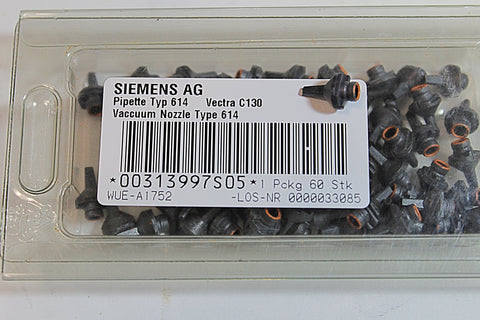 SIEMENS AG
Pipette Typ 614 Vectra C130
Vaccuum Nozzle Type 614
*00313997S05* 1 Pckg 60 Stk
WUE-A1752 -LOS-NR 0000033085